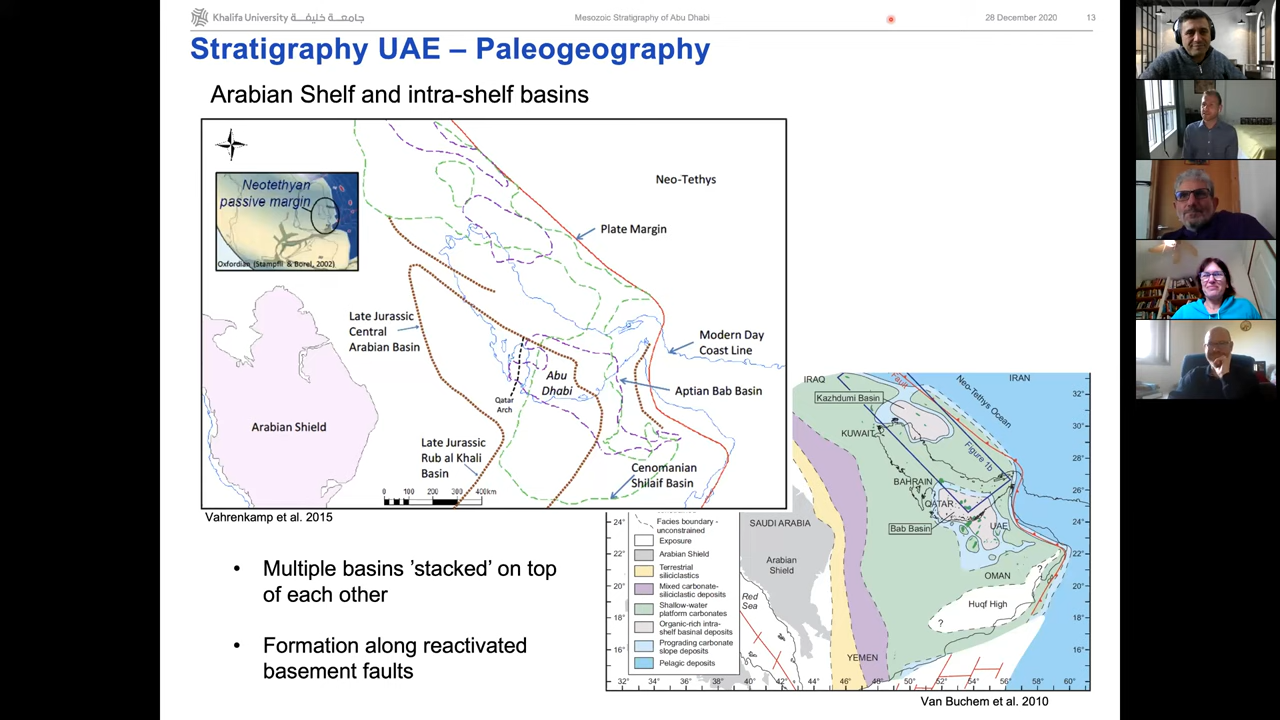 Khalifa University جامعة خليفة
Mesozoic Stratigraphy of Abu Dhabi
28 December 2020
13
Stratigraphy UAE – Paleogeography
Arabian Shelf and intra-shelf basins
Neotethyan
passive margin
Oxfordian (Stampfli & Borel, 2002)
Neo-Tethys
Plate Margin
Late Jurassic
Central
Arabian Basin
Modern Day
Coast Line
Abu
Dhabi
Aptian Bab Basin
Qatar
Arch
Arabian Shield
Late Jurassic
Rub al Khali
Basin
Cenomanian
Shilaif Basin
0 100 200 300 400km
Vahrenkamp et al. 2015
• Multiple basins ’stacked’ on top
of each other
• Formation along reactivated
basement faults
IRAQ
Fault
Neo-Tethys Ocean
IRAN
Kazhdumi Basin
KUWAIT
Figure 1b
BAHRAIN
QATAR
Bab Basin
UAE
SAUDI ARABIA
Arabian
Shield
OMAN
Huqf High
?
?
?
Red
Sea
YEMEN
32°
30°
28°
26°
24°
22°
20°
18°
16°
24°
22°
20°
18°
16°
Facies boundary -
unconstrained
Exposure
Arabian Shield
Terrestrial
siliciclastics
Mixed carbonate-
siliciclastic deposits
Shallow-water
platform carbonates
Organic-rich intra-
shelf basinal deposits
Prograding carbonate
slope deposits
Pelagic deposits
32° 34° 36° 38° 40° 42° 44° 46° 48° 50° 52° 54° 56° 58° 60°
Van Buchem et al. 2010